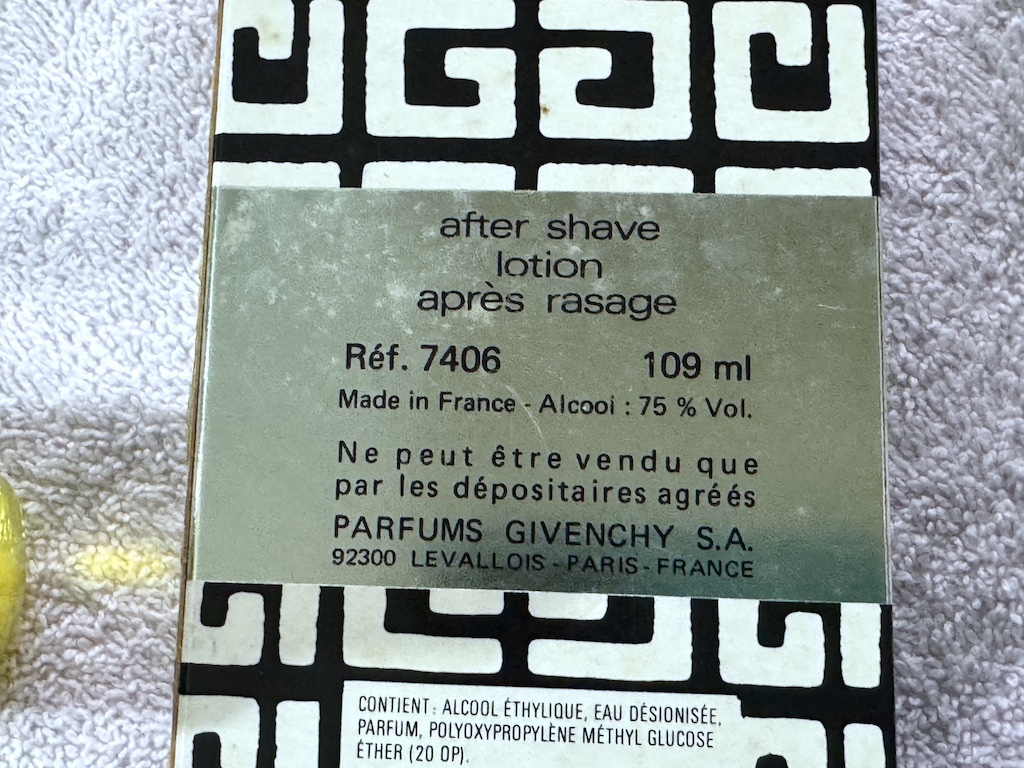 after shave
lotion
après rasage
Réf. 7406 109 ml
Made in France - Alcool : 75 % Vol.
Ne peut être vendu que
par les dépositaires agréés
PARFUMS GIVENCHY S.A.
92300 LEVALLOIS - PARIS - FRANCE
CONTIENT : ALCOOL ÉTHYLIQUE, EAU DÉSIONISÉE,
PARFUM, POLYOXYPROPYLÈNE MÉTHYL GLUCOSE
ÉTHER (20 OP).